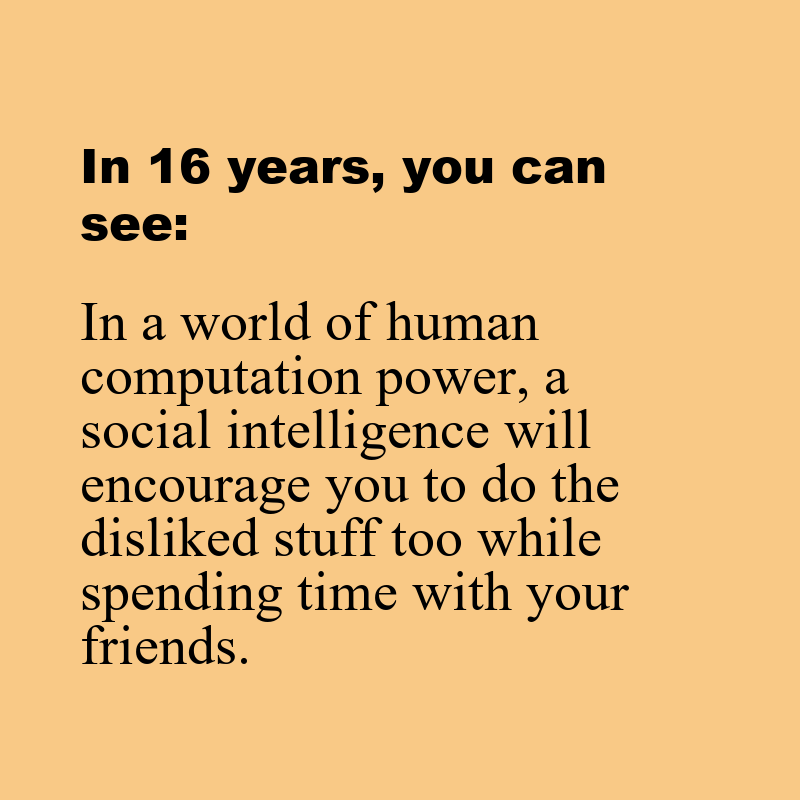 In 16 years, you can
see:
In a world of human
computation power, a
social intelligence will
encourage you to do the
disliked stuff too while
spending time with your
friends.